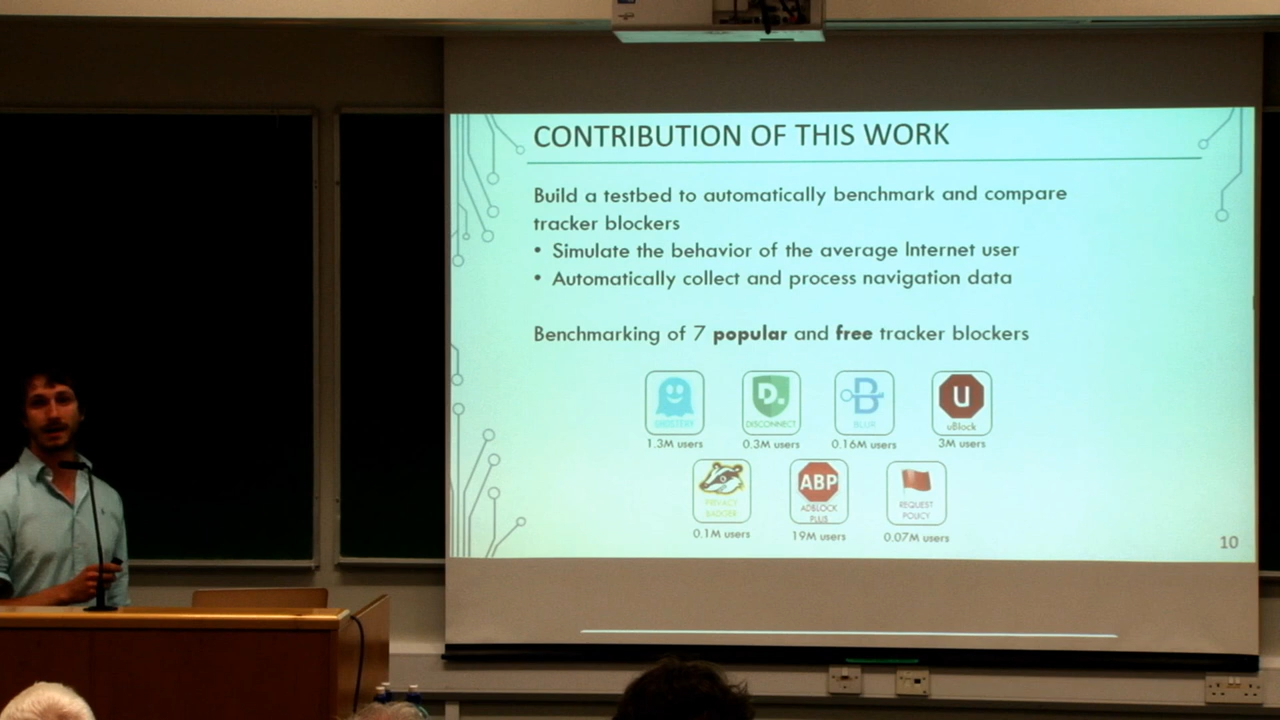 CONTRIBUTION OF THIS WORK
Build a testbed to automatically benchmark and compare
tracker blockers
• Simulate the behavior of the average Internet user
• Automatically collect and process navigation data
Benchmarking of 7 popular and free tracker blockers
GHOSTERY
D.
DISCONNECT
B
BLUR
U
uBlock
1.3M users
0.3M users
0.16M users
3M users
PRIVACY
BADGER
ABP
ADBLOCK
PLUS
REQUEST
POLICY
0.1M users
19M users
0.07M users
10